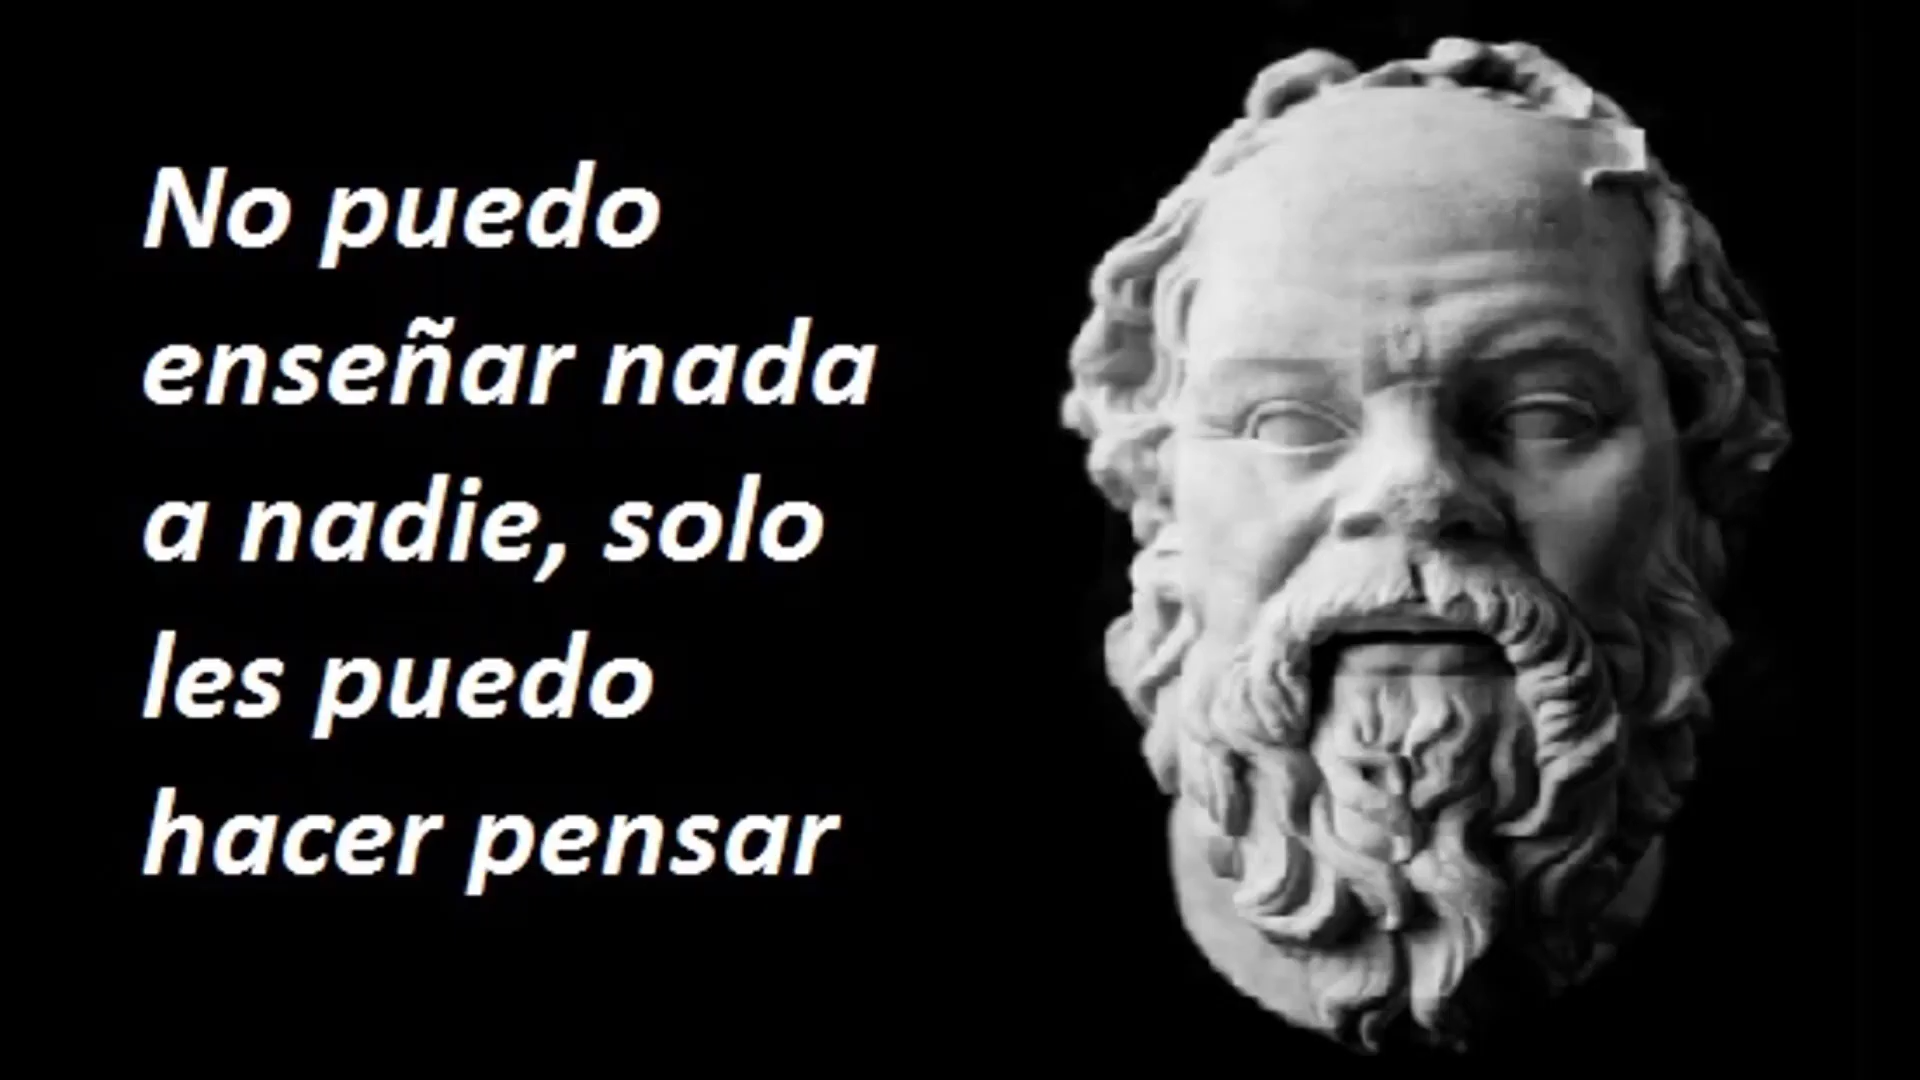 No puedo
enseñar nada
a nadie, solo
les puedo
hacer pensar